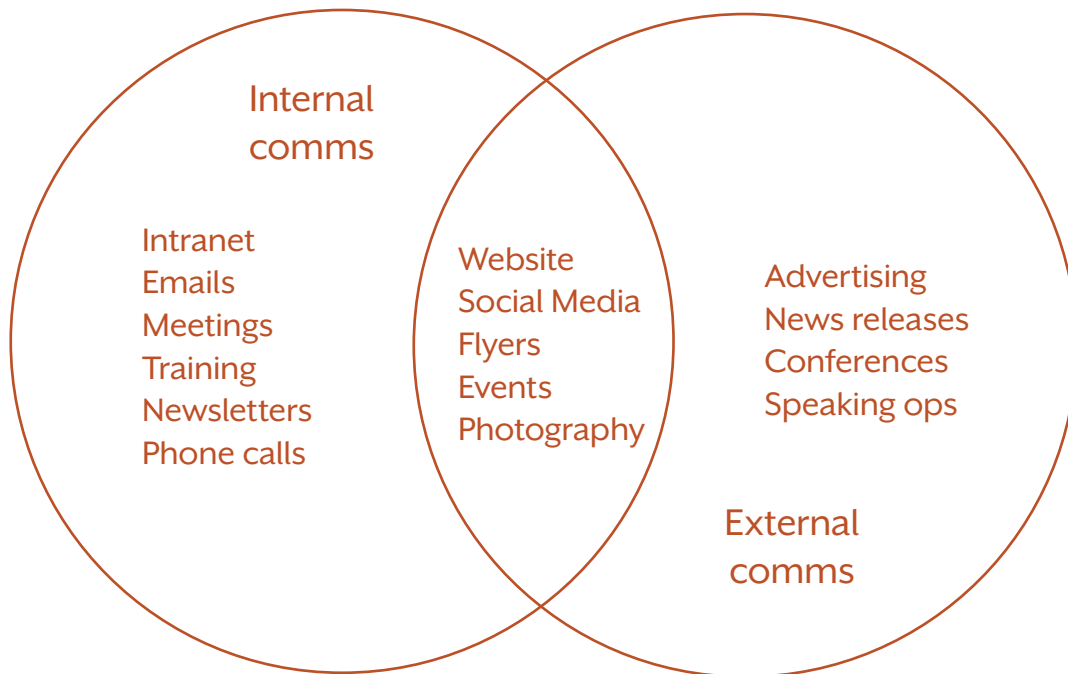 Internal
comms
Intranet
Emails
Meetings
Training
Newsletters
Phone calls
Website
Social Media
Flyers
Events
Photography
Advertising
News releases
Conferences
Speaking ops
External
comms